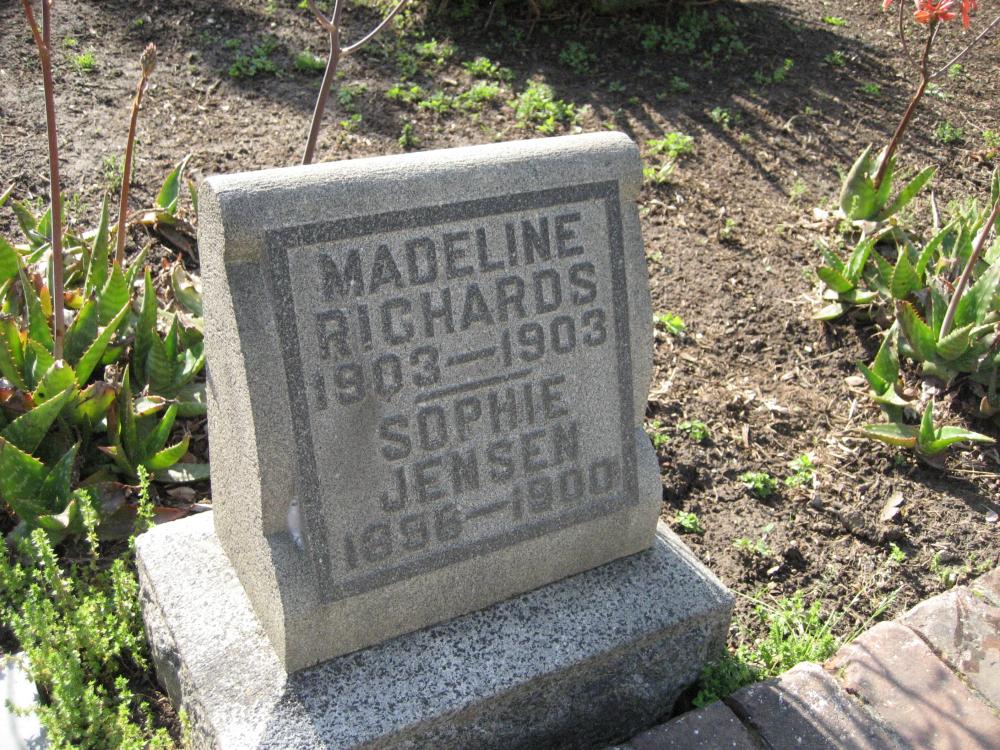 MADELINE
RICHARDS
1903—1903
SOPHIE
JENSEN
1896—1900